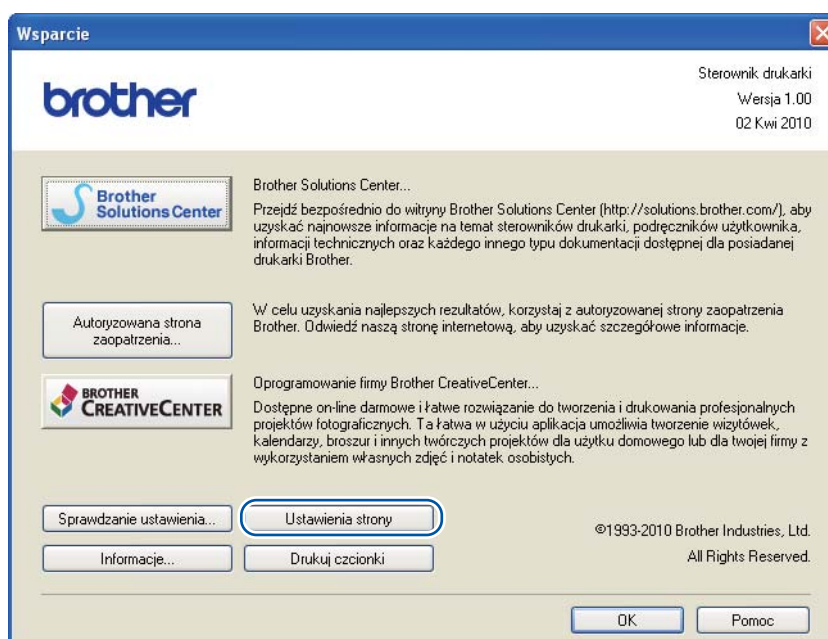 Wsparcie
brother
Sterownik drukarki
Wersja 1.00
02 Kwi 2010
Brother
Solutions Center
Brother Solutions Center...
Przejdź bezpośrednio do witryny Brother Solutions Center (http://solutions.brother.com/), aby
uzyskać najnowsze informacje na temat sterowników drukarki, podręczników użytkownika,
informacji technicznych oraz każdego innego typu dokumentacji dostępnej dla posiadanej
drukarki Brother.
Autoryzowana strona
zaopatrzenia...
W celu uzyskania najlepszych rezultatów, korzystaj z autoryzowanej strony zaopatrzenia
Brother. Odwiedź naszą stronę internetową, aby uzyskać szczegółowe informacje.
BROTHER
CREATIVECENTER
Oprogramowanie firmy Brother CreativeCenter...
Dostępne on-line darmowe i łatwe rozwiązanie do tworzenia i drukowania profesjonalnych
projektów fotograficznych. Ta łatwa w użyciu aplikacja umożliwia tworzenie wizytówek,
kalendarzy, broszur i innych twórczych projektów dla użytku domowego lub dla twojej firmy z
wykorzystaniem własnych zdjęć i notatek osobistych.
Sprawdzanie ustawienia...
Ustawienia strony
Informacje...
Drukuj czcionki
©1993-2010 Brother Industries, Ltd.
All Rights Reserved.
OK
Pomoc